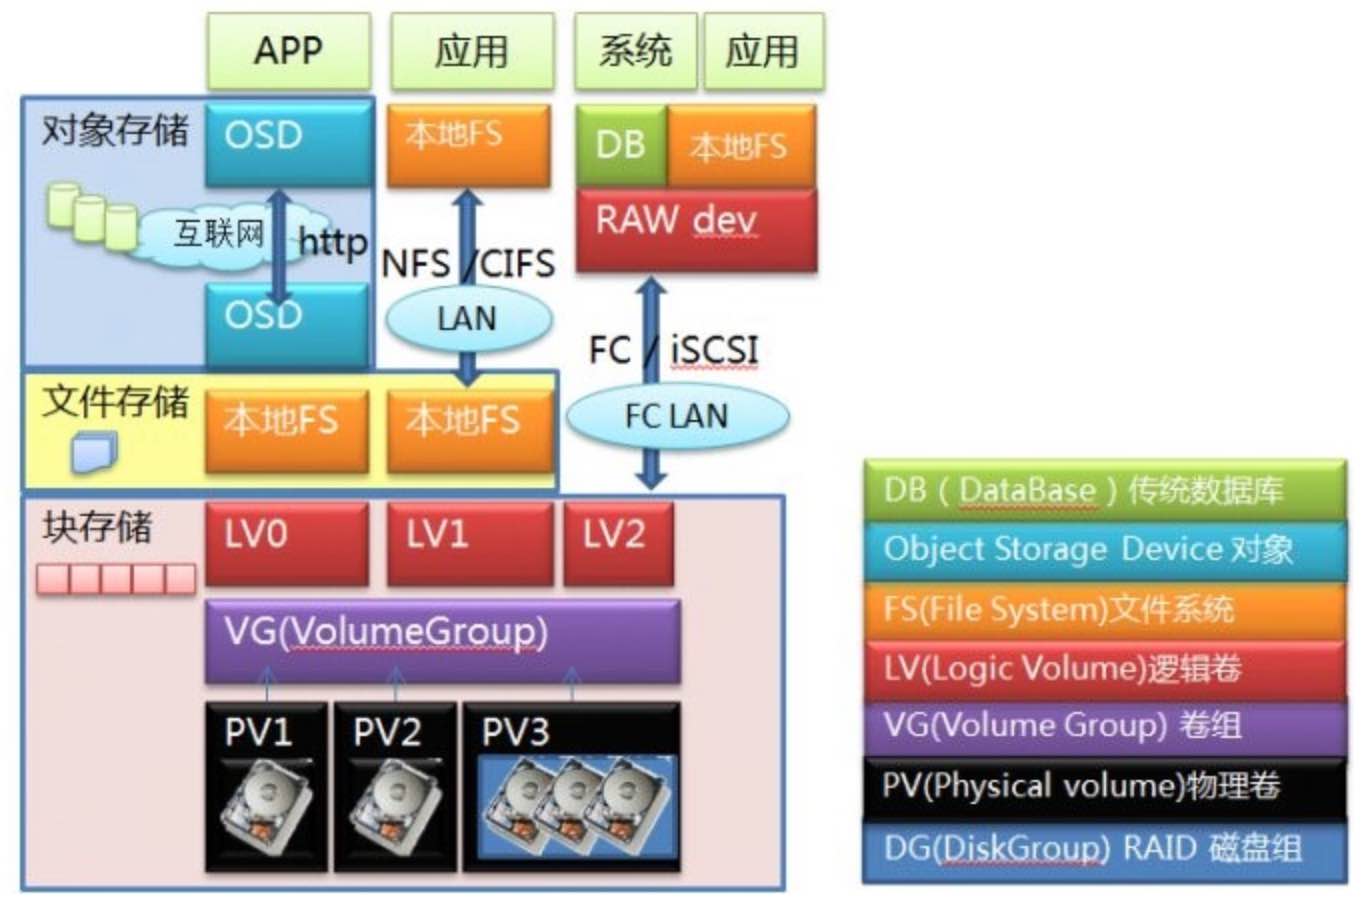 APP
应用
系统
应用
对象存储
OSD
本地FS
DB
本地FS
RAW dev
互联网
http
NFS /CIFS
LAN
OSD
FC / iSCSI
FC LAN
文件存储
本地FS
本地FS
块存储
LV0
LV1
LV2
VG(VolumeGroup)
PV1
PV2
PV3
DB（DataBase）传统数据库
Object Storage Device 对象
FS(File System)文件系统
LV(Logic Volume)逻辑卷
VG(Volume Group) 卷组
PV(Physical volume)物理卷
DG(DiskGroup) RAID 磁盘组